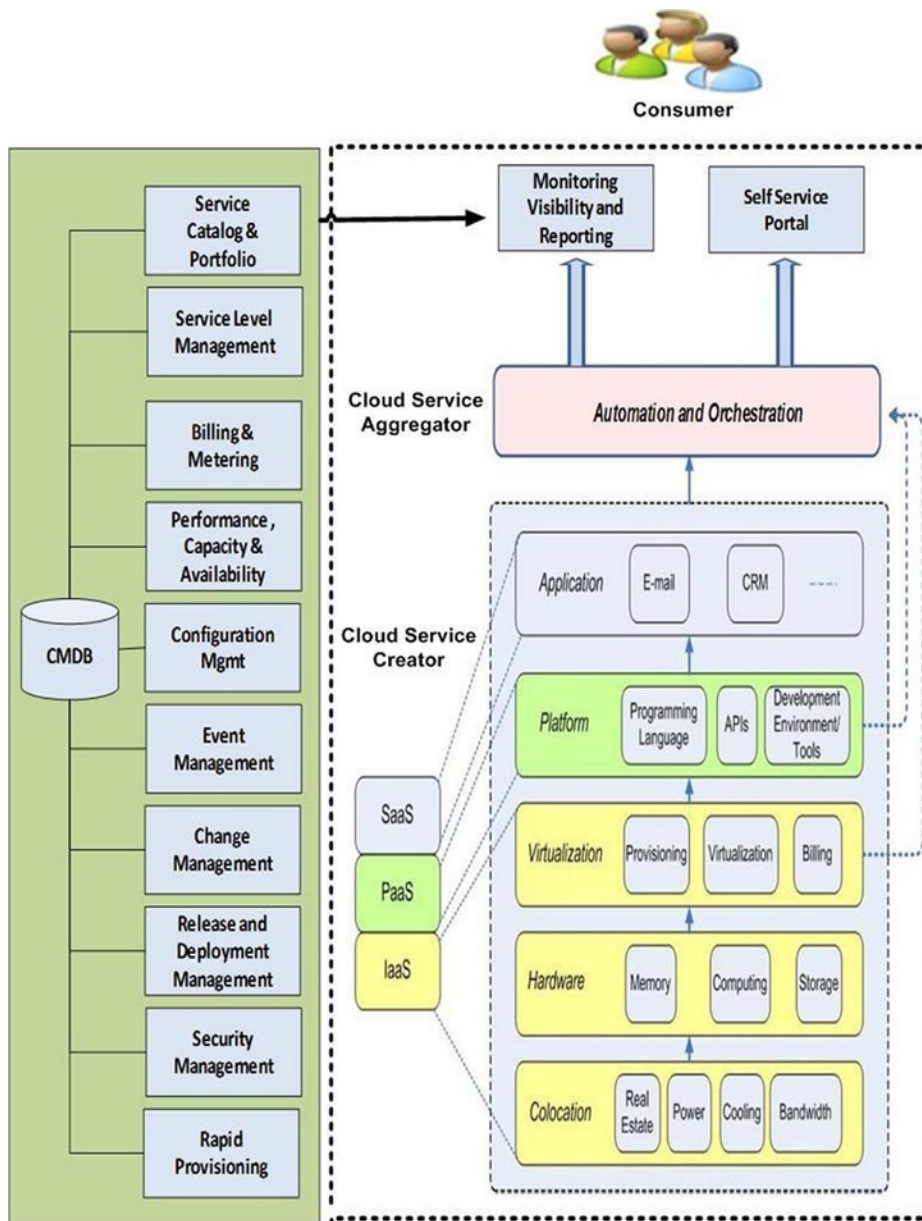 Consumer
Service
Catalog &
Portfolio
Service Level
Management
Billing &
Metering
Performance ,
Capacity &
Availability
CMDB
Configuration
Mgmt
Event
Management
Change
Management
Release and
Deployment
Management
Security
Management
Rapid
Provisioning
Monitoring
Visibility and
Reporting
Self Service
Portal
Cloud Service
Aggregator
Automation and Orchestration
Cloud Service
Creator
SaaS
PaaS
IaaS
Application
E-mail
CRM
Platform
Programming
Language
APIs
Development
Environment/
Tools
Virtualization
Provisioning
Virtualization
Billing
Hardware
Memory
Computing
Storage
Colocation
Real
Estate
Power
Cooling
Bandwidth